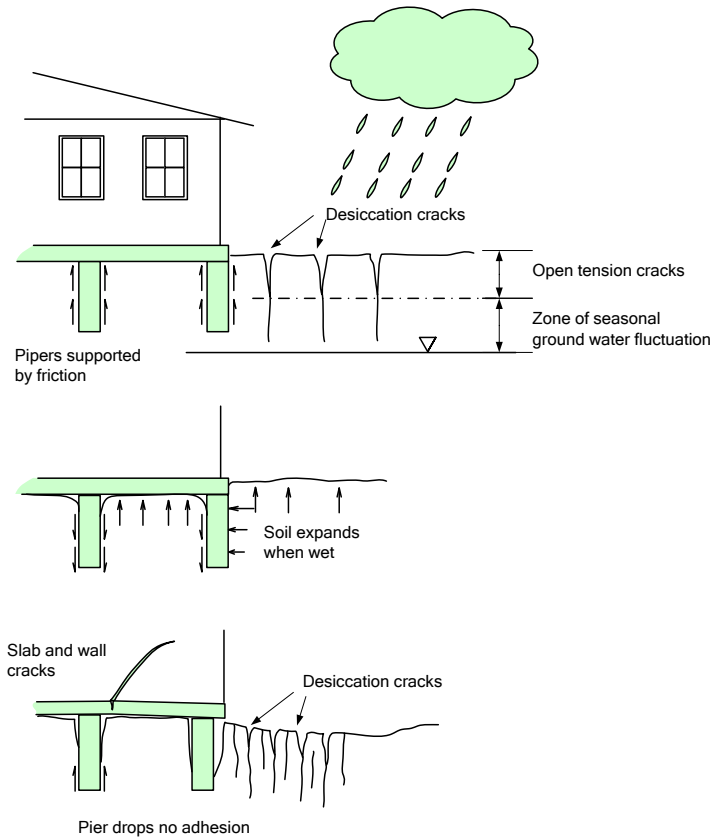 Desiccation cracks
Open tension cracks
Zone of seasonal
ground water fluctuation
Pipers supported
by friction
Soil expands
when wet
Slab and wall
cracks
Desiccation cracks
Pier drops no adhesion